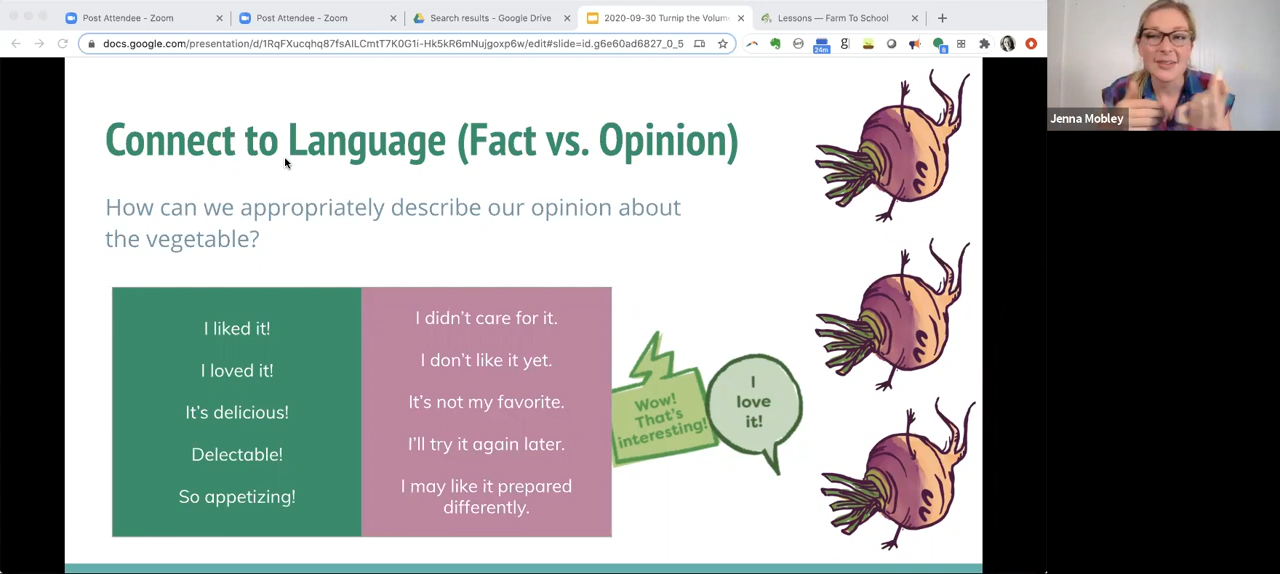 Post Attendee - Zoom
Post Attendee - Zoom
Search results - Google Drive
2020-09-30 Turnip the Volum
Lessons — Farm To School
docs.google.com/presentation/d/1RqFXucqhq87fsAILCmtT7K0G1i-Hk5kR6mNujgoxp6w/edit#slide=id.g6e60ad6827_0_5
24m
8
Jenna Mobley
Connect to Language (Fact vs. Opinion)
How can we appropriately describe our opinion about
the vegetable?
I liked it!
I loved it!
It's delicious!
Delectable!
So appetizing!
I didn't care for it.
I don't like it yet.
It's not my favorite.
I'll try it again later.
I may like it prepared
differently.
Wow!
That's
interesting!
I
love
it!